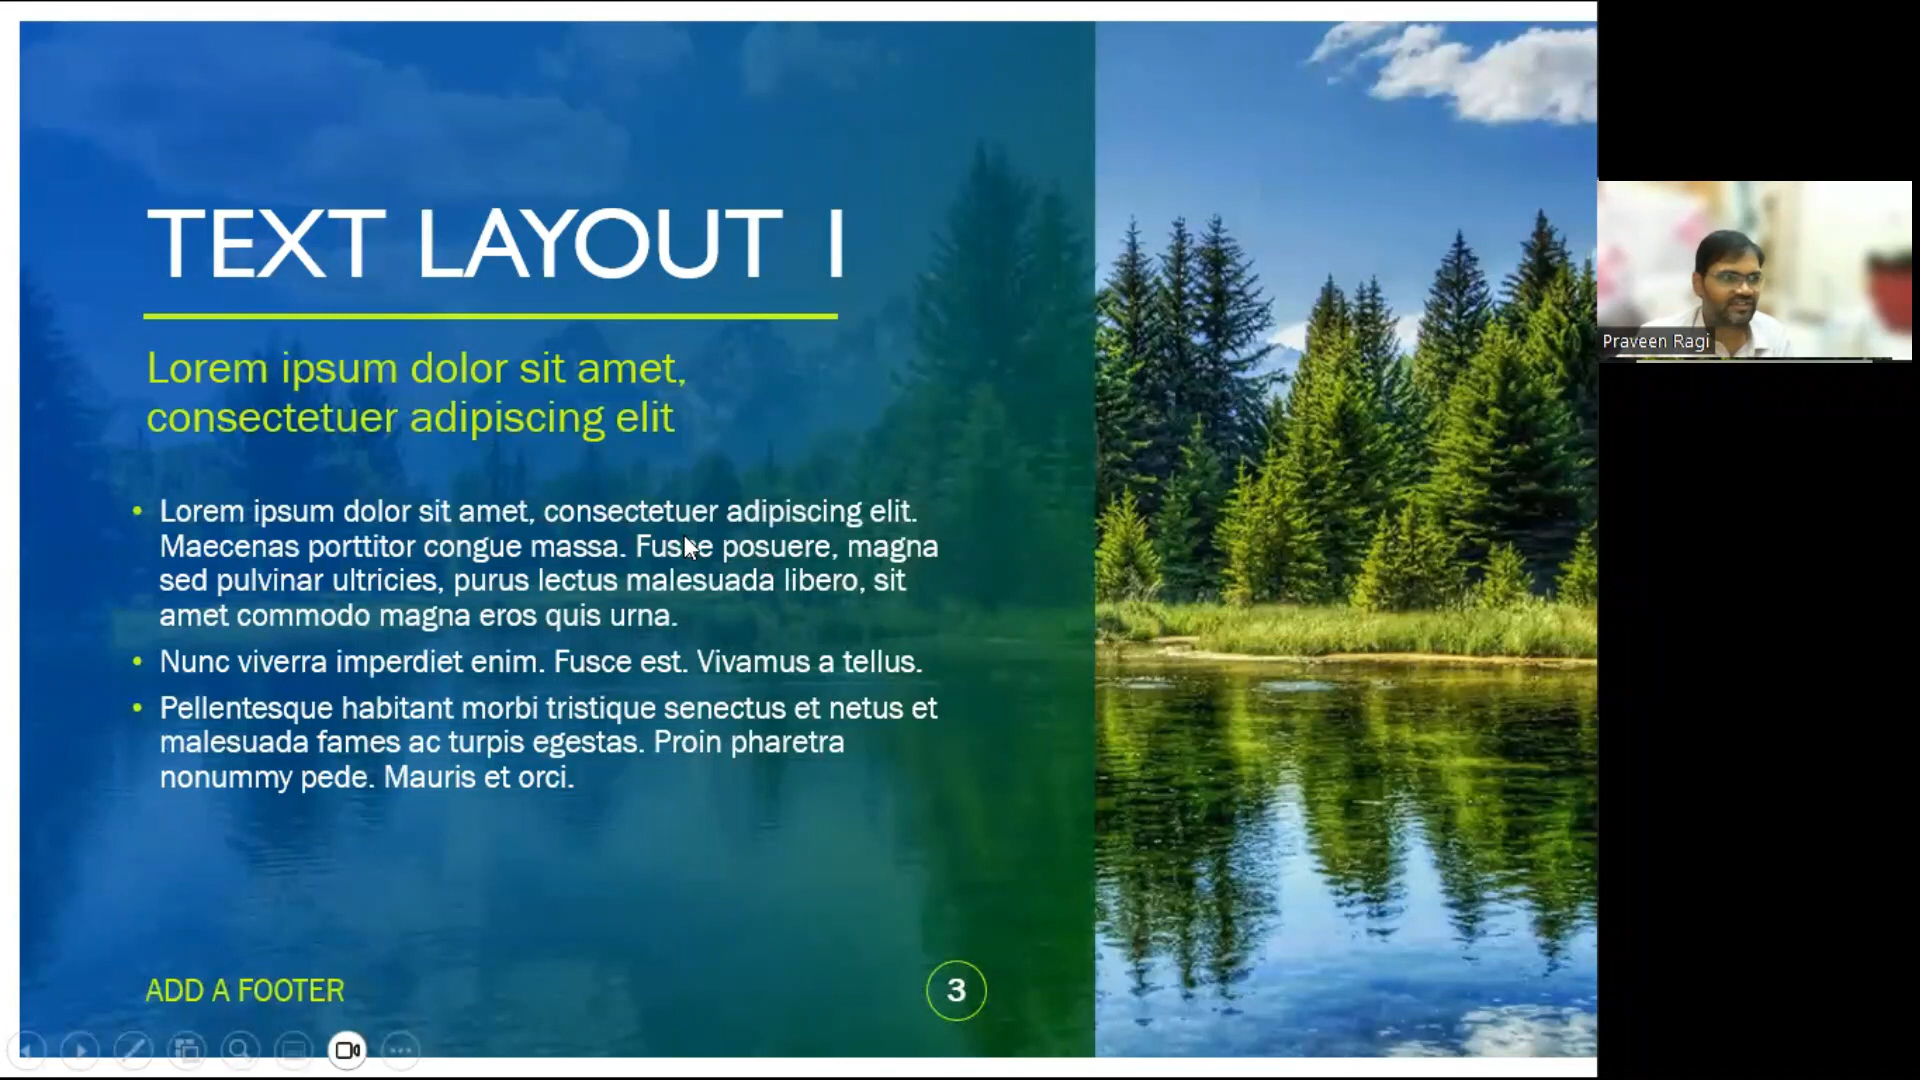 TEXT LAYOUT 1
Lorem ipsum dolor sit amet,
consectetuer adipiscing elit
• Lorem ipsum dolor sit amet, consectetuer adipiscing elit.
Maecenas porttitor congue massa. Fusce posuere, magna
sed pulvinar ultricies, purus lectus malesuada libero, sit
amet commodo magna eros quis urna.
• Nunc viverra imperdiet enim. Fusce est. Vivamus a tellus.
• Pellentesque habitant morbi tristique senectus et netus et
malesuada fames ac turpis egestas. Proin pharetra
nonummy pede. Mauris et orci.
ADD A FOOTER
3
Praveen Ragi